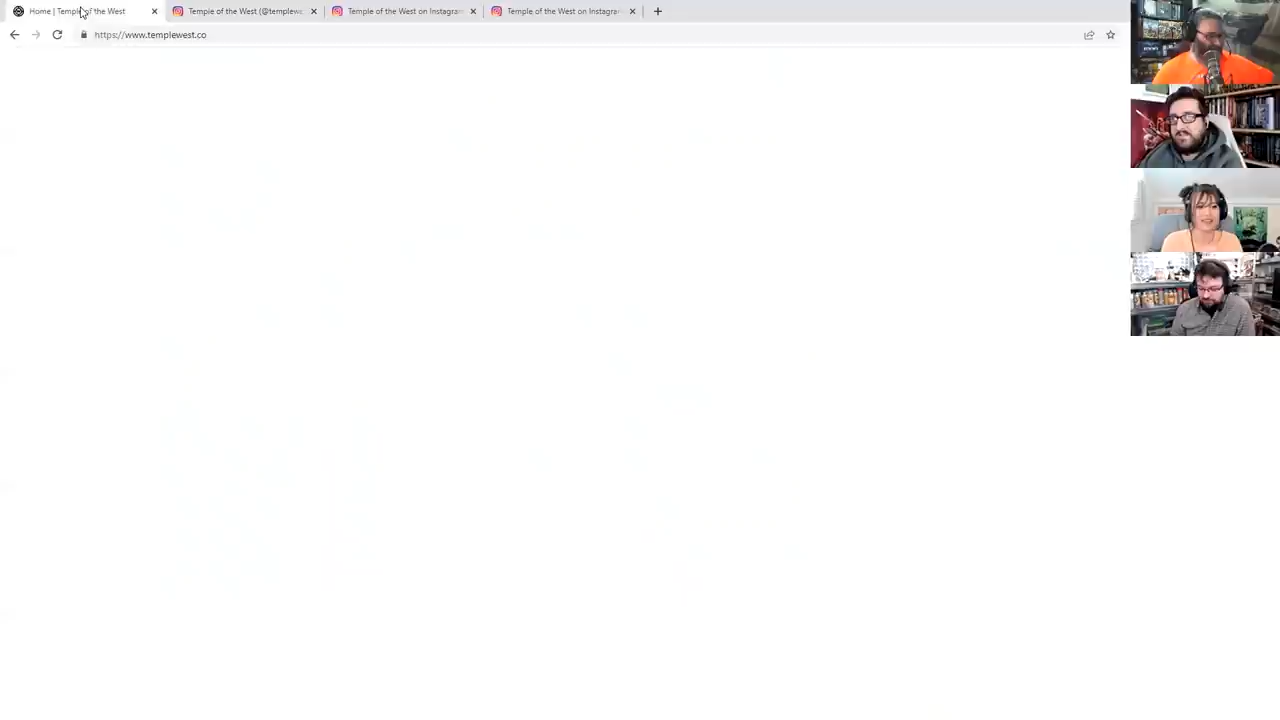 Home | Temple of the West
Temple of the West (@templewe
Temple of the West on Instagram
Temple of the West on Instagram
https://www.templewest.co